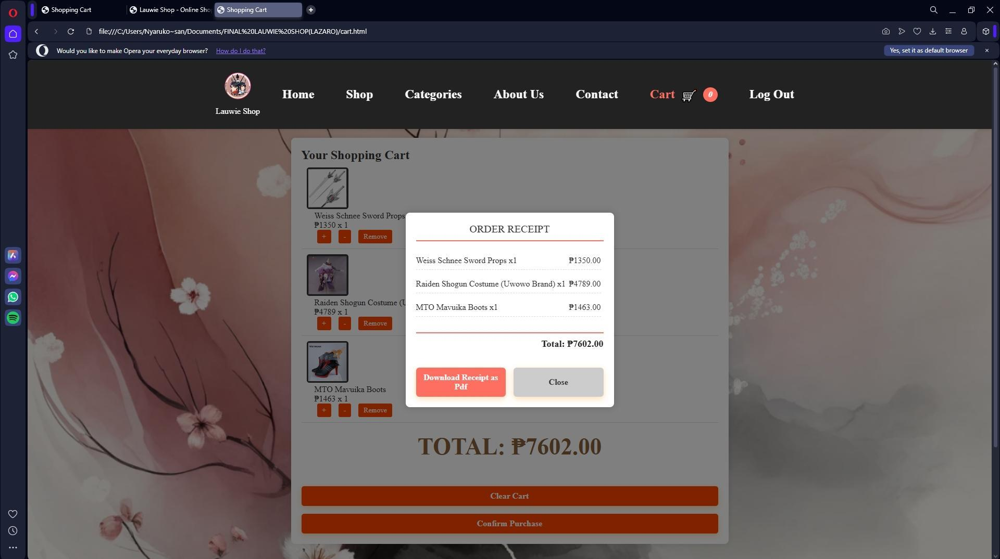 Shopping Cart
Lauwie Shop - Online Sho
Shopping Cart
file:///C:/Users/Nyaruko~san/Documents/FINAL%20LAUWIE%20SHOP(LAZARO)/cart.html
Would you like to make Opera your everyday browser? How do I do that?
Yes, set it as default browser
Lauwie Shop
Home
Shop
Categories
About Us
Contact
Cart
0
Log Out
Your Shopping Cart
Weiss Schnee Sword Props
₱1350 x 1
+ - Remove
Raiden Shogun Costume (U
₱4789 x 1
+ - Remove
MTO Mavuika Boots
₱1463 x 1
+ - Remove
ORDER RECEIPT
Weiss Schnee Sword Props x1 ₱1350.00
Raiden Shogun Costume (Uwowo Brand) x1 ₱4789.00
MTO Mavuika Boots x1 ₱1463.00
Total: ₱7602.00
Download Receipt as
Pdf
Close
TOTAL: ₱7602.00
Clear Cart
Confirm Purchase